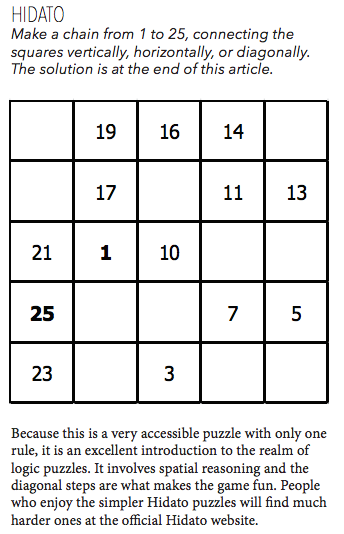 HIDATO
Make a chain from 1 to 25, connecting the
squares vertically, horizontally, or diagonally.
The solution is at the end of this article.
19 16 14
17 11 13
21 1 10
25 7 5
23 3
Because this is a very accessible puzzle with only one
rule, it is an excellent introduction to the realm of
logic puzzles. It involves spatial reasoning and the
diagonal steps are what makes the game fun. People
who enjoy the simpler Hidato puzzles will find much
harder ones at the official Hidato website.